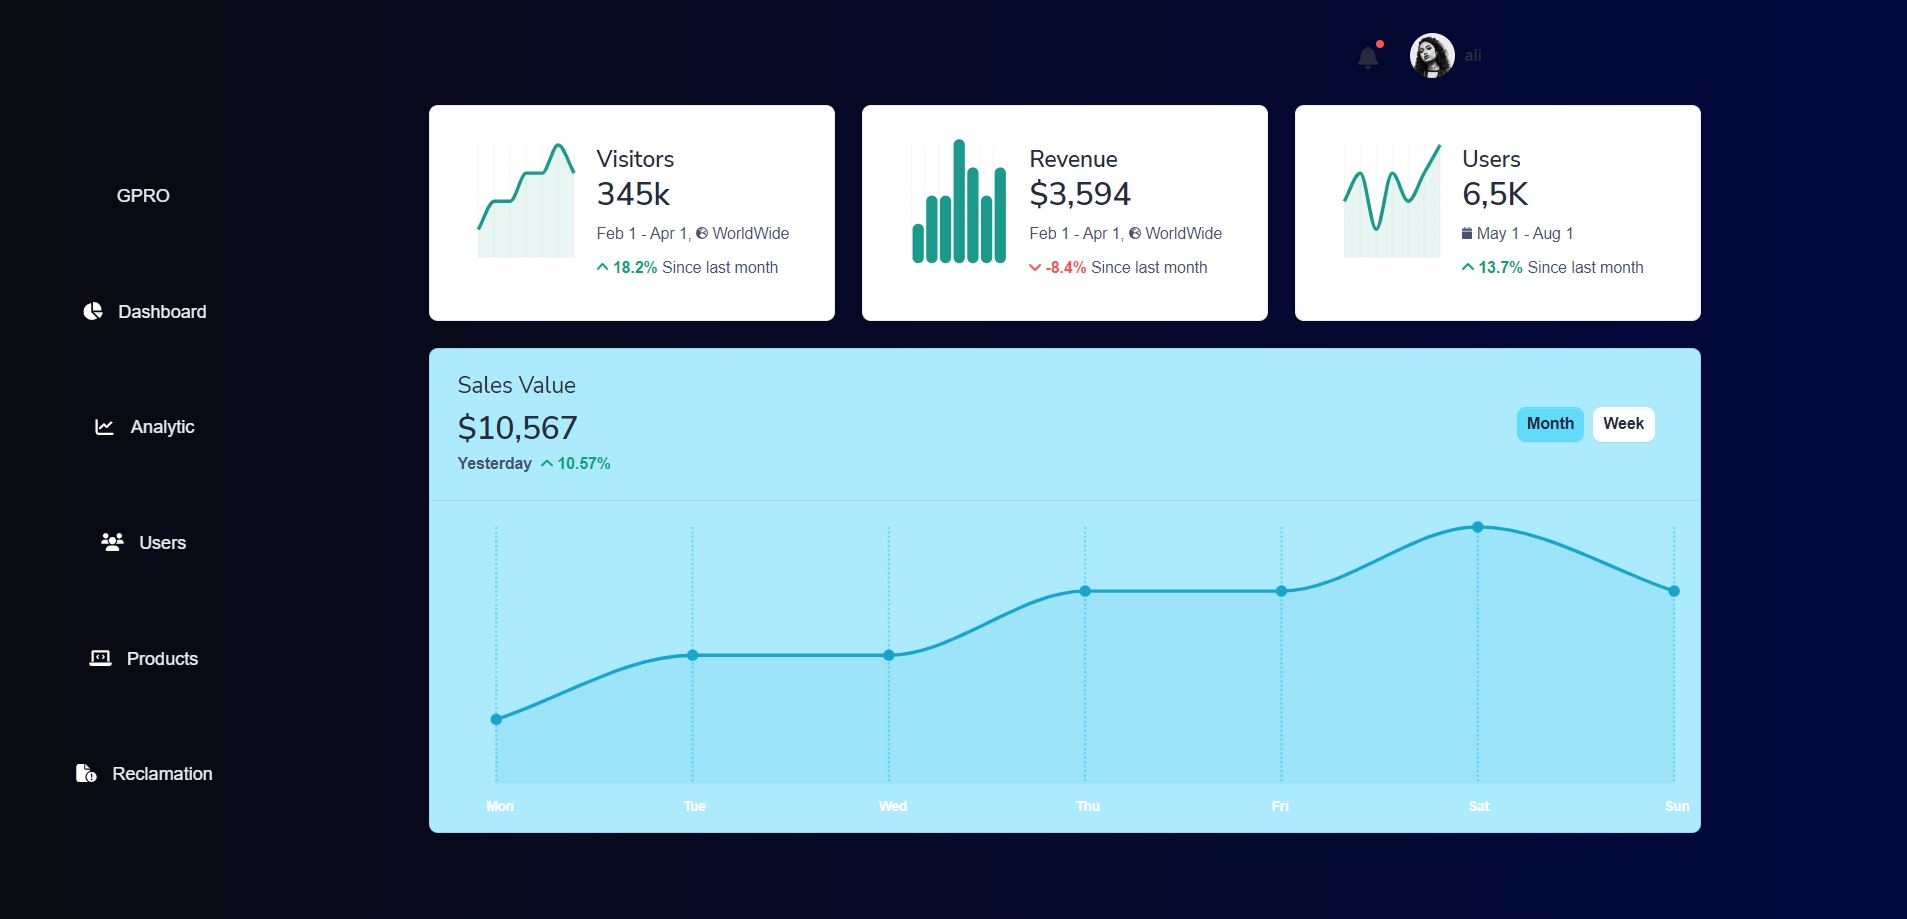 ali
GPRO
Dashboard
Analytic
Users
Products
Reclamation
Visitors
345k
Feb 1 - Apr 1, WorldWide
18.2% Since last month
Revenue
$3,594
Feb 1 - Apr 1, WorldWide
-8.4% Since last month
Users
6,5K
May 1 - Aug 1
13.7% Since last month
Sales Value
$10,567
Yesterday 10.57%
Month Week
Mon Tue Wed Thu Fri Sat Sun